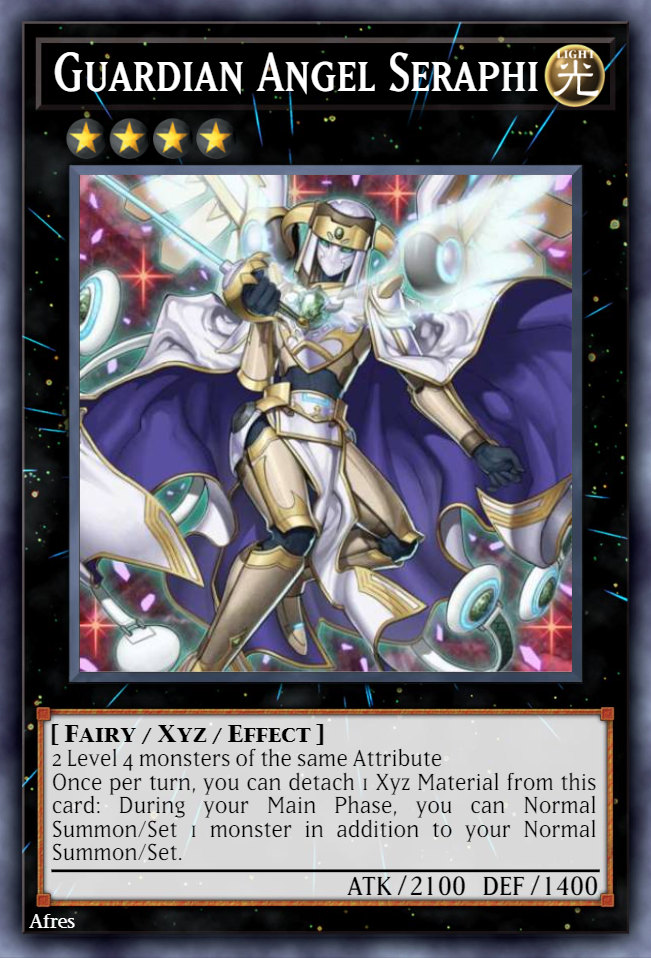 Guardian Angel Seraphi
LIGHT
光
[ Fairy / Xyz / Effect ]
2 Level 4 monsters of the same Attribute
Once per turn, you can detach 1 Xyz Material from this
card: During your Main Phase, you can Normal
Summon/Set 1 monster in addition to your Normal
Summon/Set.
ATK/2100 DEF/1400
Afres